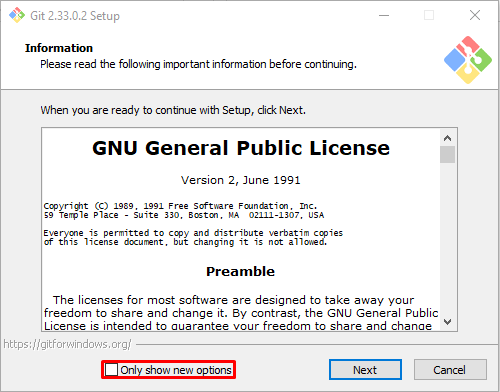 Git 2.33.0.2 Setup
Information
Please read the following important information before continuing.
When you are ready to continue with Setup, click Next.
GNU General Public License
Version 2, June 1991
Copyright (C) 1989, 1991 Free Software Foundation, Inc.
59 Temple Place - Suite 330, Boston, MA  02111-1307, USA
Everyone is permitted to copy and distribute verbatim copies
of this license document, but changing it is not allowed.
Preamble
The licenses for most software are designed to take away your
freedom to share and change it. By contrast, the GNU General Public
License is intended to guarantee your freedom to share and change
https://gitforwindows.org/
Only show new options
Next
Cancel